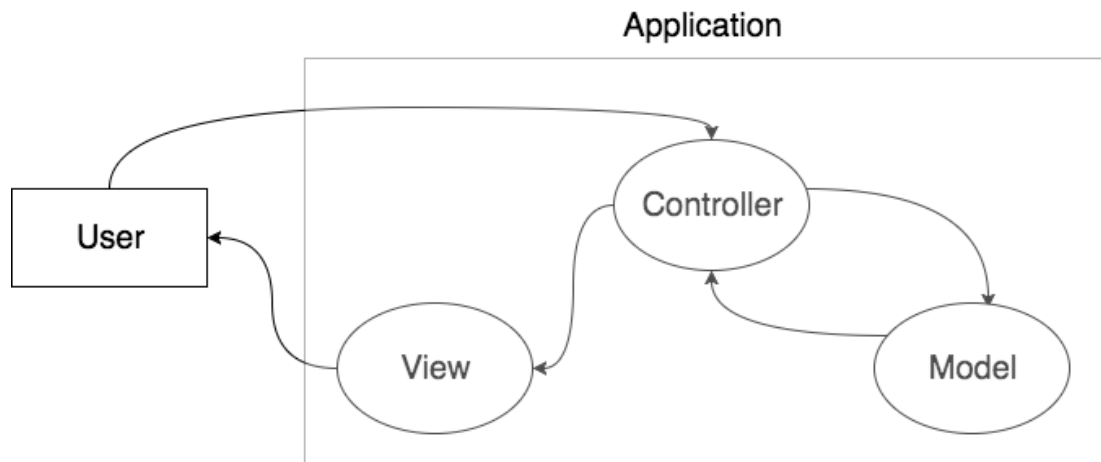 Application
User
Controller
View
Model